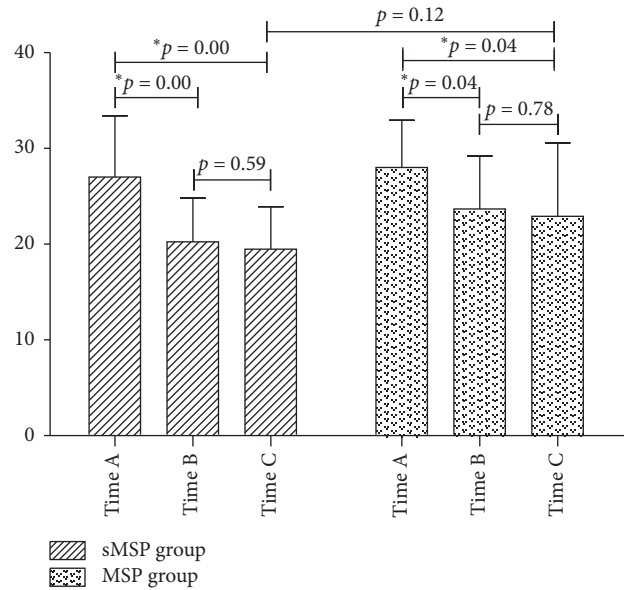 p = 0.12
40
*p = 0.00
*p = 0.04
*p = 0.00
*p = 0.04
30
p = 0.78
p = 0.59
20
10
0
Time A
Time B
Time C
Time A
Time B
Time C
sMSP group
MSP group